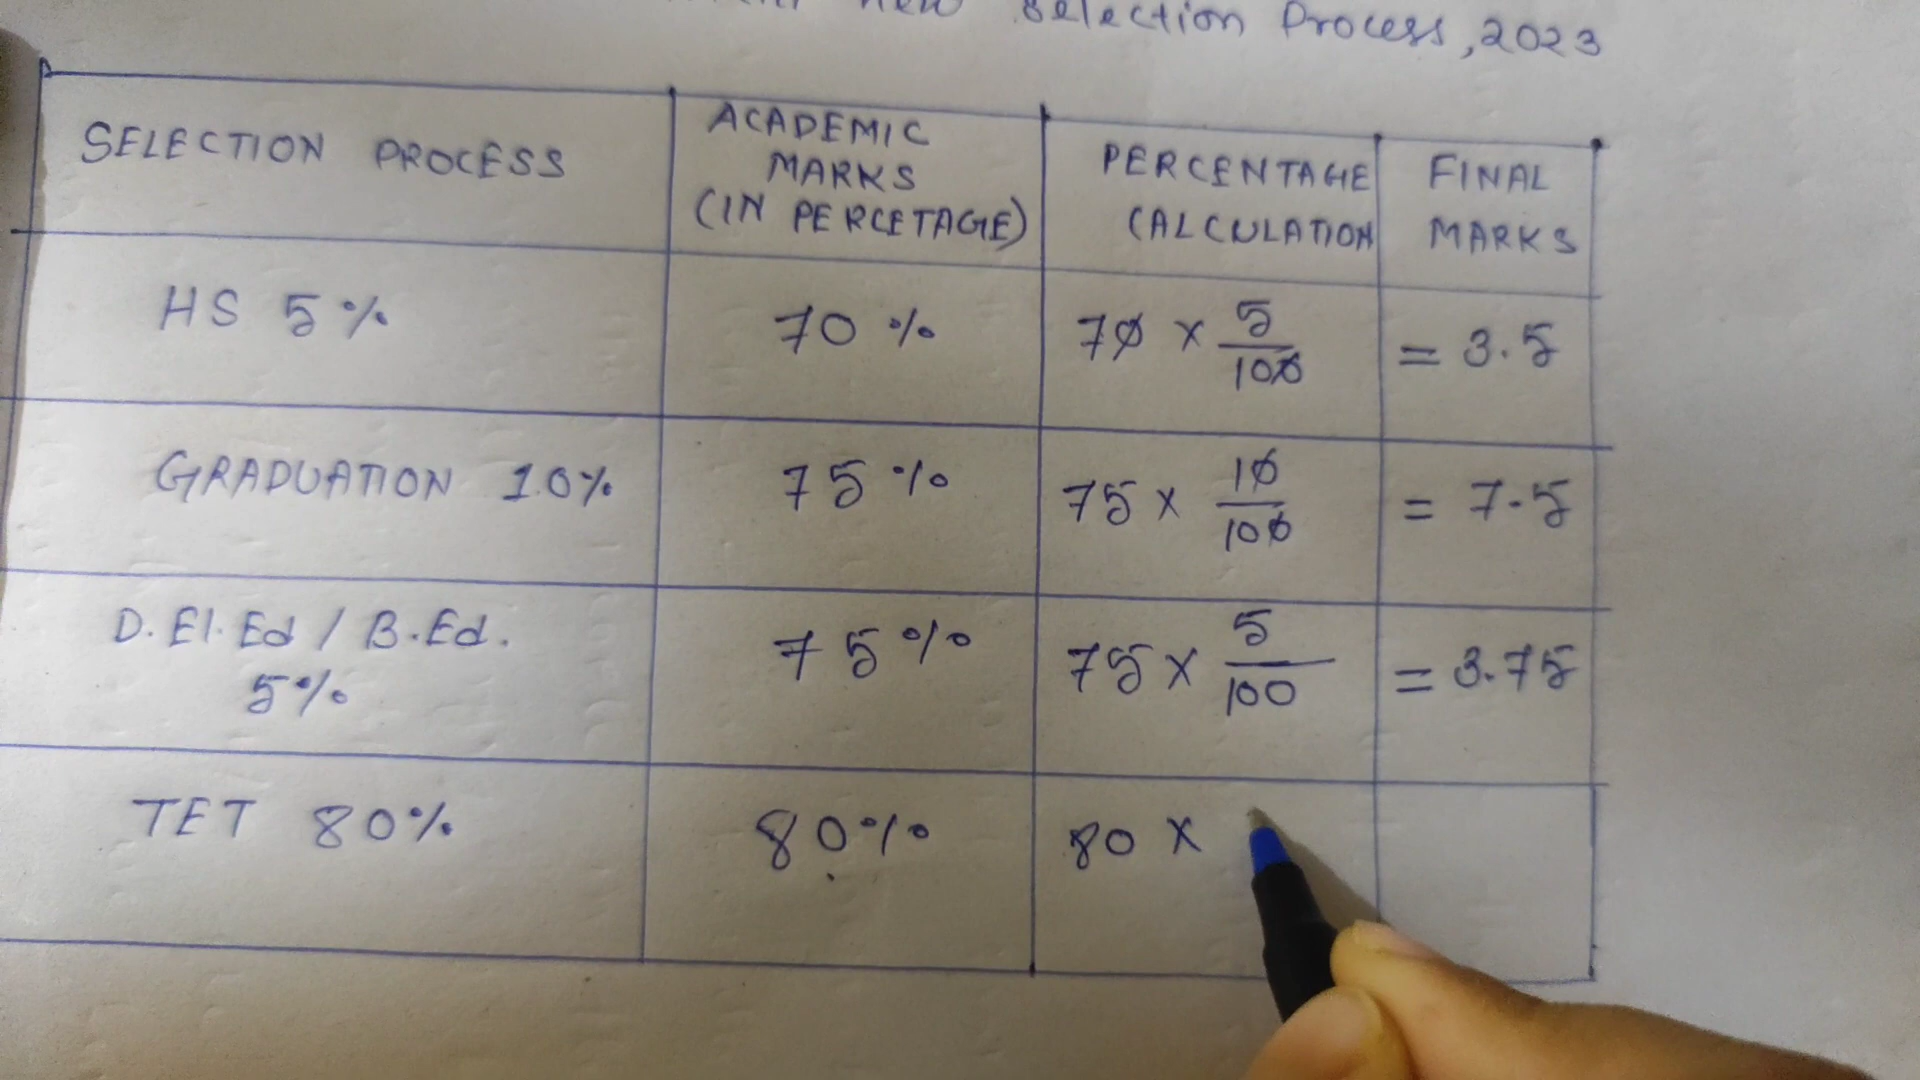 new Selection Process, 2023
SELECTION PROCESS
ACADEMIC
MARKS
(IN PERCETAGE)
PERCENTAGE
CALCULATION
FINAL
MARKS
HS 5%
70%
70 × 5/100
= 3.5
GRADUATION 10%
75%
75 × 10/100
= 7.5
D.El.Ed / B.Ed.
5%
75%
75 × 5/100
= 3.75
TET 80%
80%
80 ×